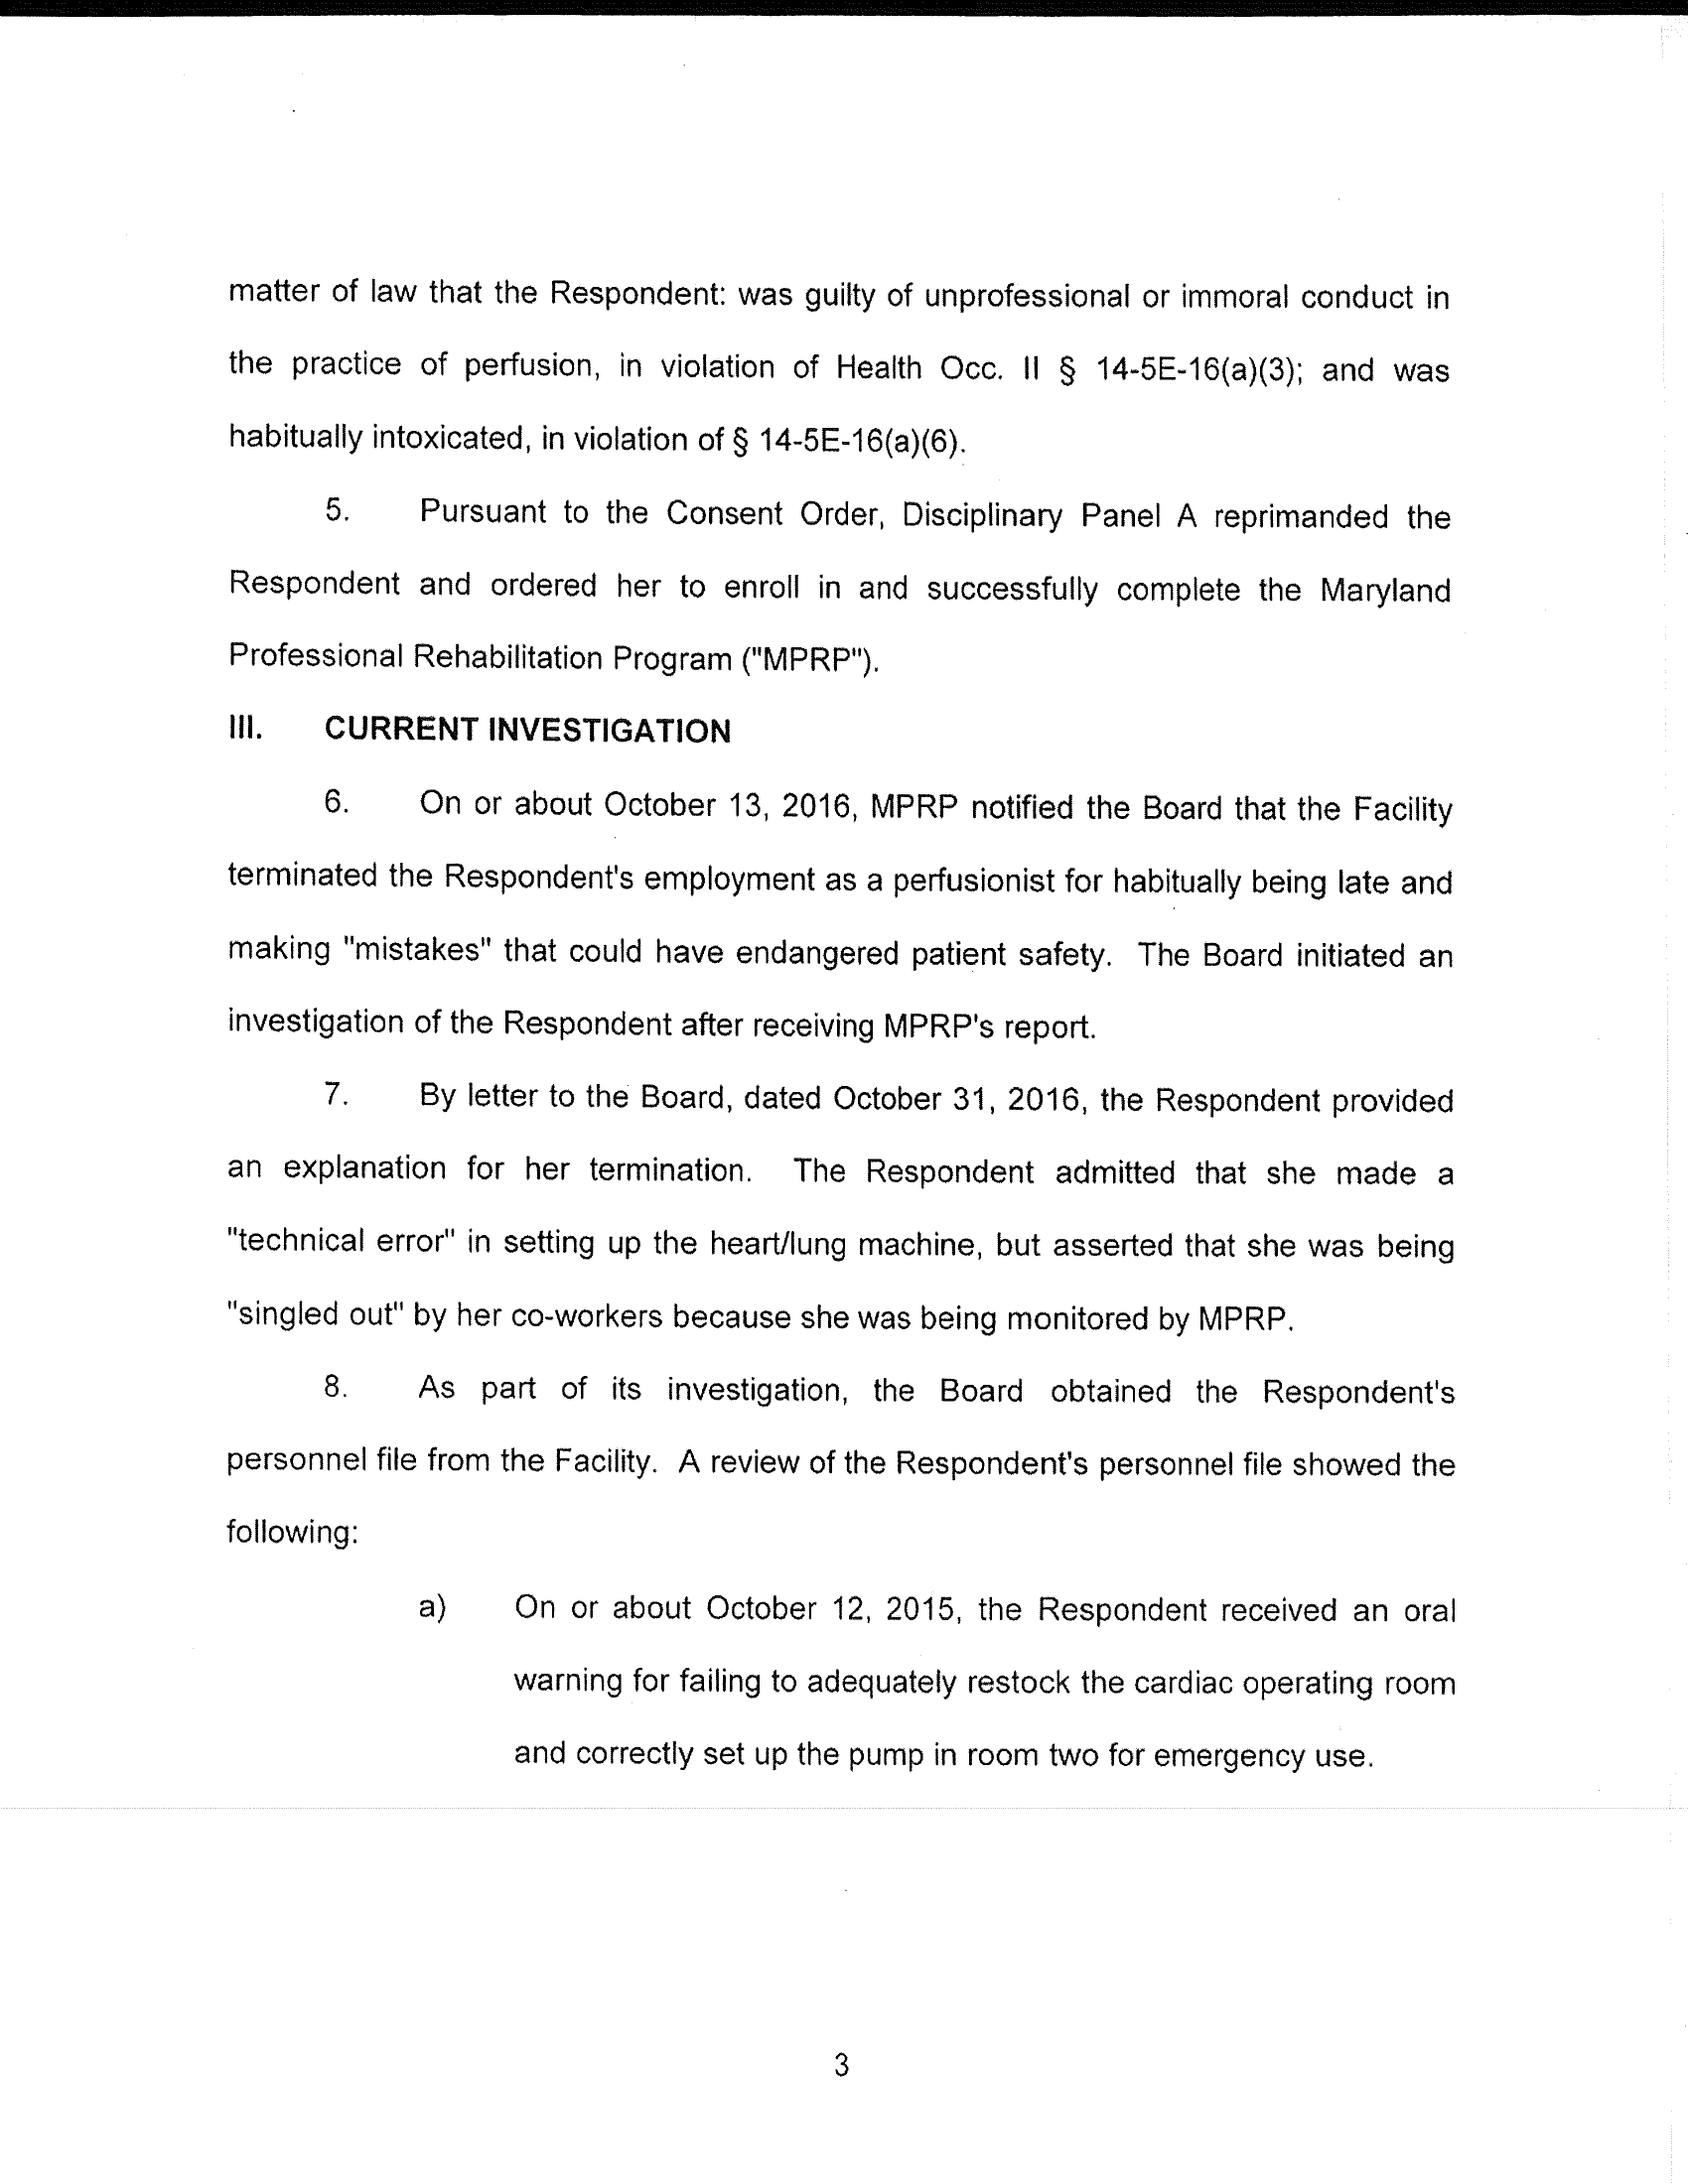 matter of law that the Respondent: was guilty of unprofessional or immoral conduct in
the practice of perfusion, in violation of Health Occ. II § 14-5E-16(a)(3); and was
habitually intoxicated, in violation of § 14-5E-16(a)(6).
5. Pursuant to the Consent Order, Disciplinary Panel A reprimanded the
Respondent and ordered her to enroll in and successfully complete the Maryland
Professional Rehabilitation Program ("MPRP").
III. CURRENT INVESTIGATION
6. On or about October 13, 2016, MPRP notified the Board that the Facility
terminated the Respondent's employment as a perfusionist for habitually being late and
making "mistakes" that could have endangered patient safety. The Board initiated an
investigation of the Respondent after receiving MPRP's report.
7. By letter to the Board, dated October 31, 2016, the Respondent provided
an explanation for her termination. The Respondent admitted that she made a
"technical error" in setting up the heart/lung machine, but asserted that she was being
"singled out" by her co-workers because she was being monitored by MPRP.
8. As part of its investigation, the Board obtained the Respondent's
personnel file from the Facility. A review of the Respondent's personnel file showed the
following:
a) On or about October 12, 2015, the Respondent received an oral
warning for failing to adequately restock the cardiac operating room
and correctly set up the pump in room two for emergency use.
3